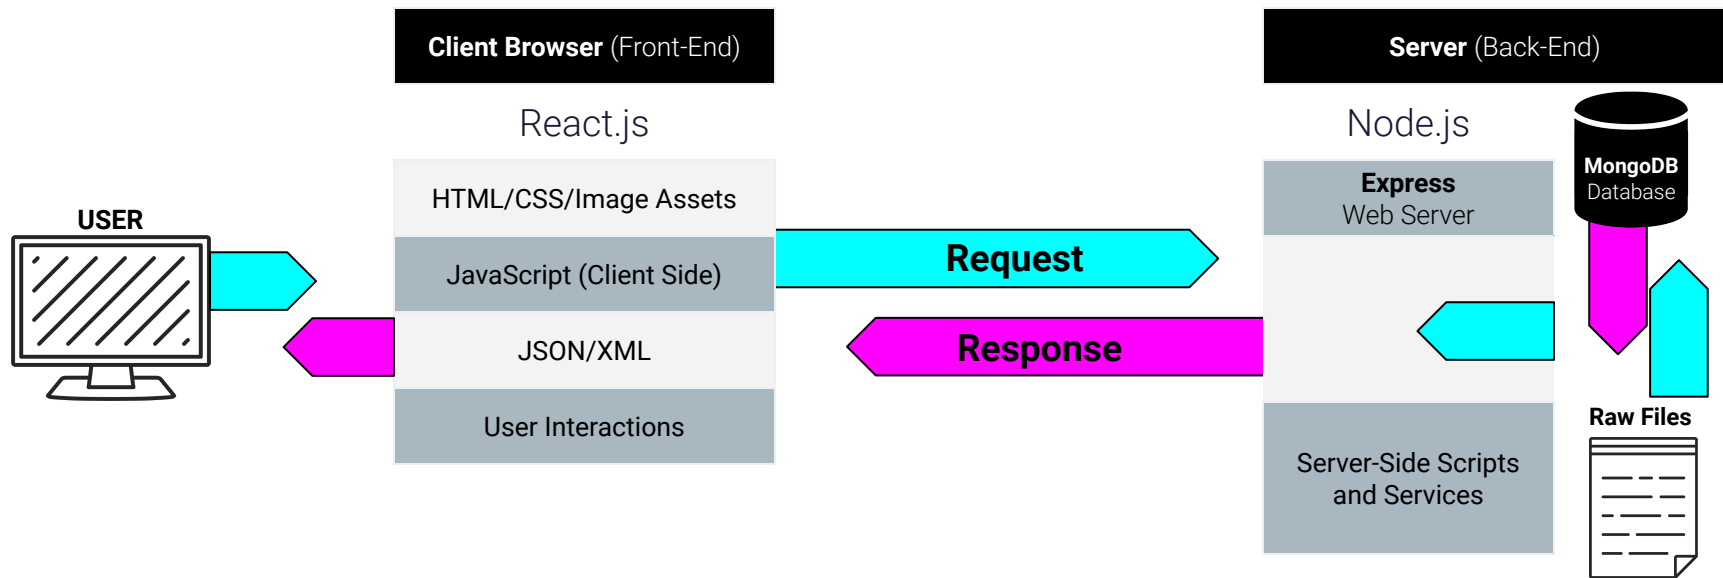 Client Browser (Front-End)
Server (Back-End)
React.js
Node.js
MongoDB
Database
HTML/CSS/Image Assets
Express
Web Server
USER
JavaScript (Client Side)
Request
JSON/XML
Response
User Interactions
Raw Files
Server-Side Scripts
and Services